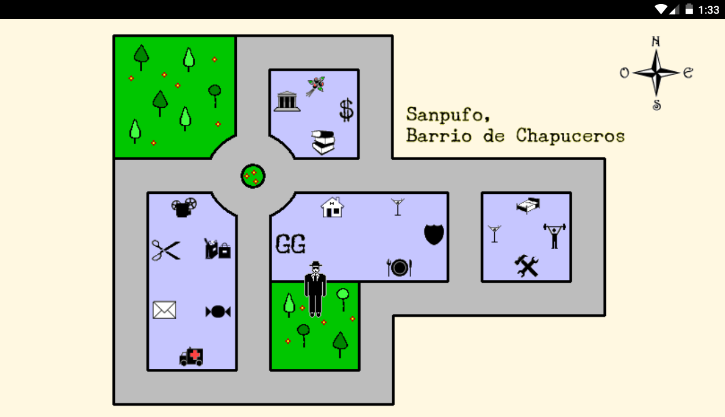 1:33
N
O E
S
$
Sanpufo,
Barrio de Chapuceros
GG